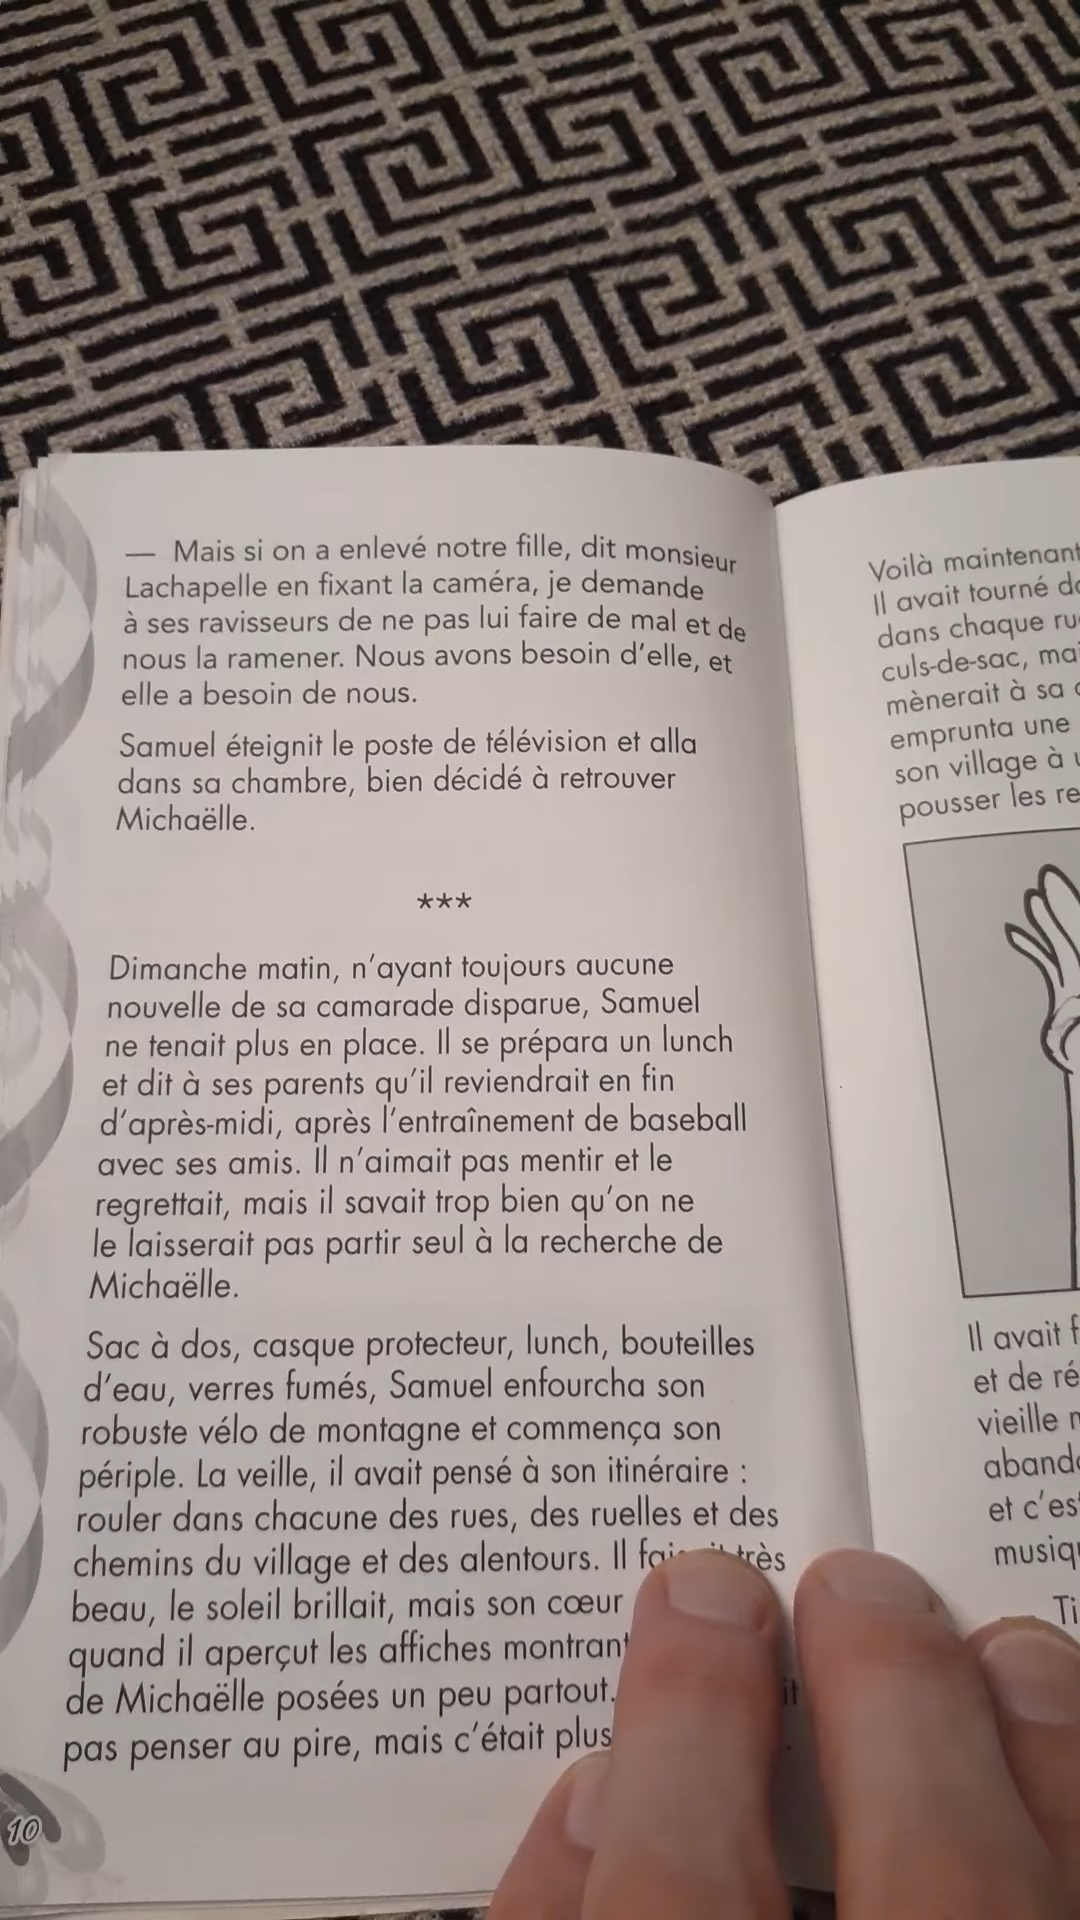 — Mais si on a enlevé notre fille, dit monsieur
Lachapelle en fixant la caméra, je demande
à ses ravisseurs de ne pas lui faire de mal et de
nous la ramener. Nous avons besoin d'elle, et
elle a besoin de nous.
Samuel éteignit le poste de télévision et alla
dans sa chambre, bien décidé à retrouver
Michaëlle.
***
Dimanche matin, n'ayant toujours aucune
nouvelle de sa camarade disparue, Samuel
ne tenait plus en place. Il se prépara un lunch
et dit à ses parents qu'il reviendrait en fin
d'après-midi, après l'entraînement de baseball
avec ses amis. Il n'aimait pas mentir et le
regrettait, mais il savait trop bien qu'on ne
le laisserait pas partir seul à la recherche de
Michaëlle.
Sac à dos, casque protecteur, lunch, bouteilles
d'eau, verres fumés, Samuel enfourcha son
robuste vélo de montagne et commença son
périple. La veille, il avait pensé à son itinéraire :
rouler dans chacune des rues, des ruelles et des
chemins du village et des alentours. Il très
beau, le soleil brillait, mais son cœur
quand il aperçut les affiches montrant
de Michaëlle posées un peu partout.
pas penser au pire, mais c'était plus
10
Voilà maintenant
Il avait tourné
dans chaque
culs-de-sac,
mènerait à sa
emprunta une
son village à
pousser les
Il avait
et de
vieille
et